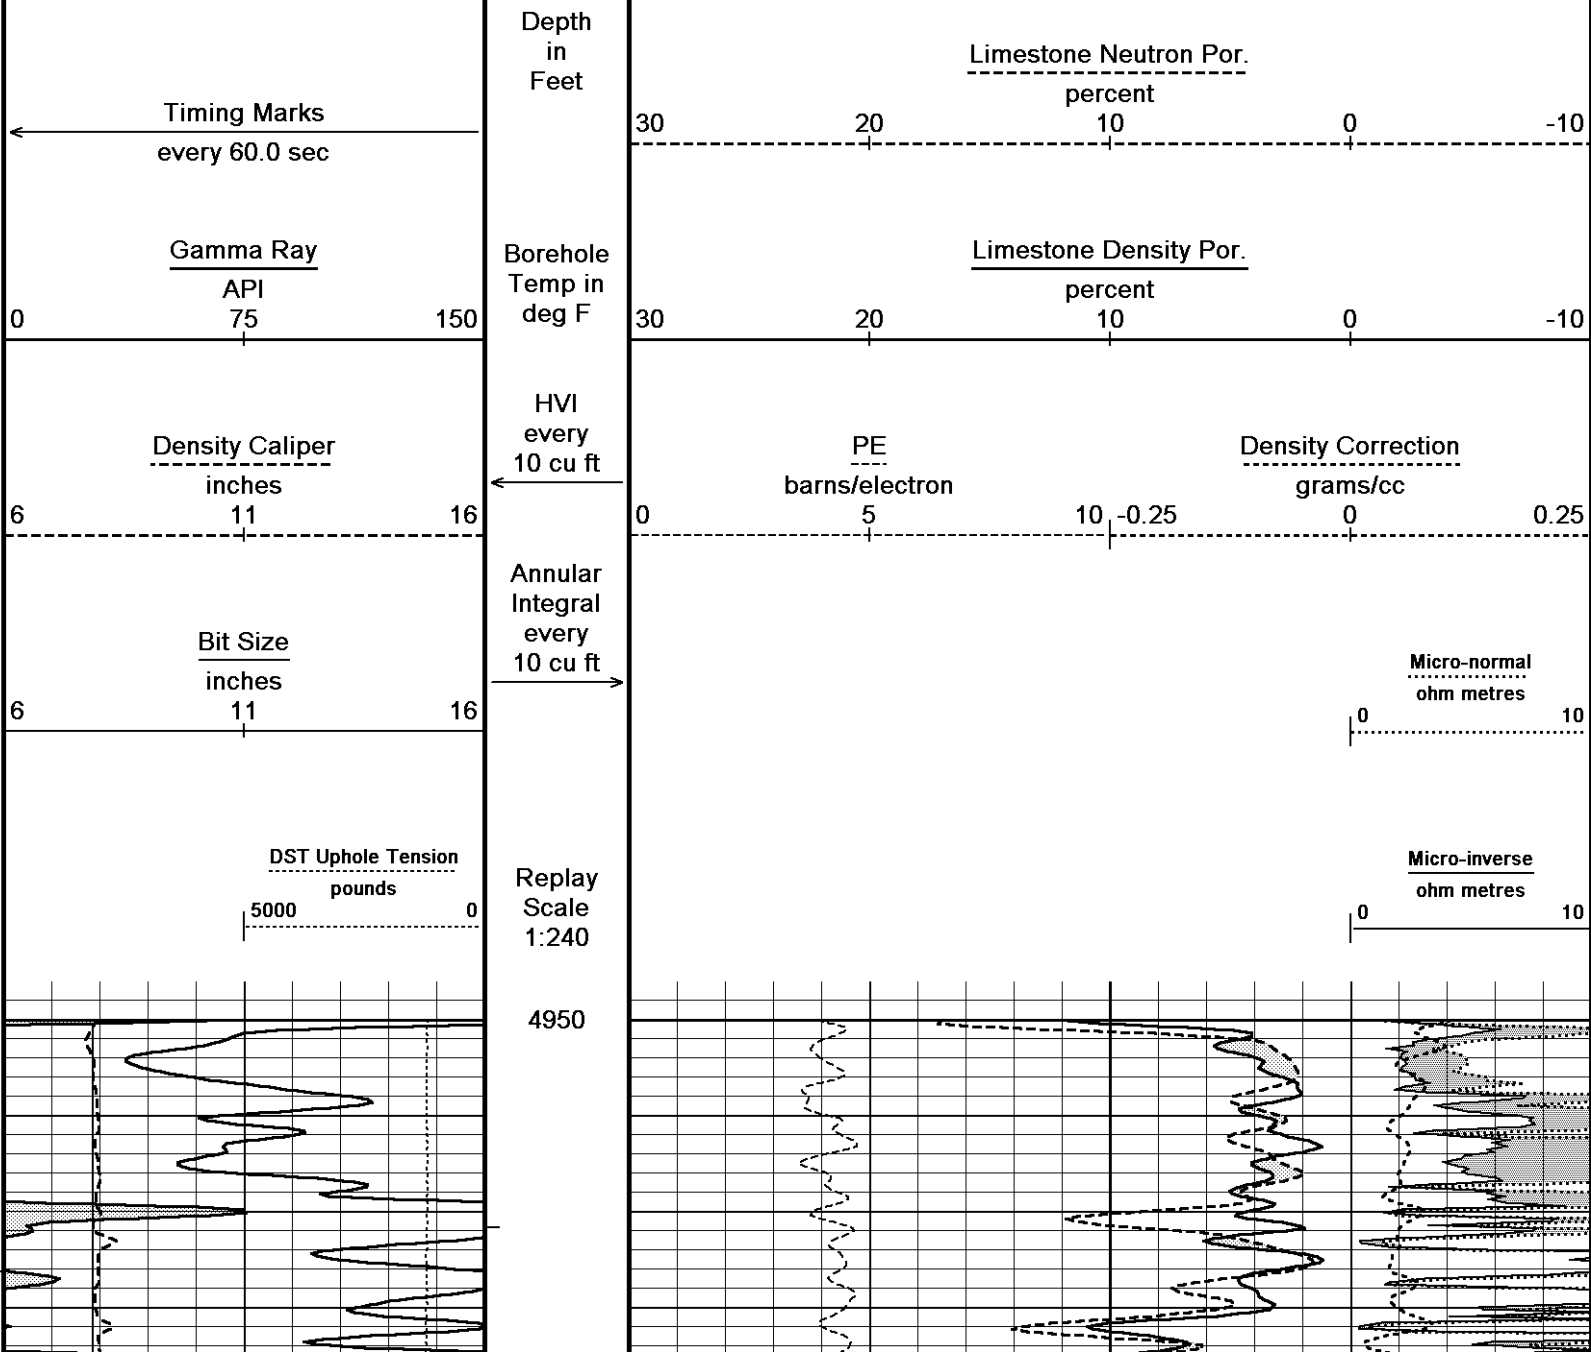 Timing Marks
every 60.0 sec
Gamma Ray
API
0 75 150
Density Caliper
inches
6 11 16
Bit Size
inches
6 11 16
DST Uphole Tension
pounds
5000 0
Depth
in
Feet
Borehole
Temp in
deg F
HVI
every
10 cu ft
Annular
Integral
every
10 cu ft
Replay
Scale
1:240
4950
Limestone Neutron Por.
percent
30 20 10 0 -10
Limestone Density Por.
percent
30 20 10 0 -10
PE
barns/electron
0 5 10
Density Correction
grams/cc
-0.25 0 0.25
Micro-normal
ohm metres
0 10
Micro-inverse
ohm metres
0 10